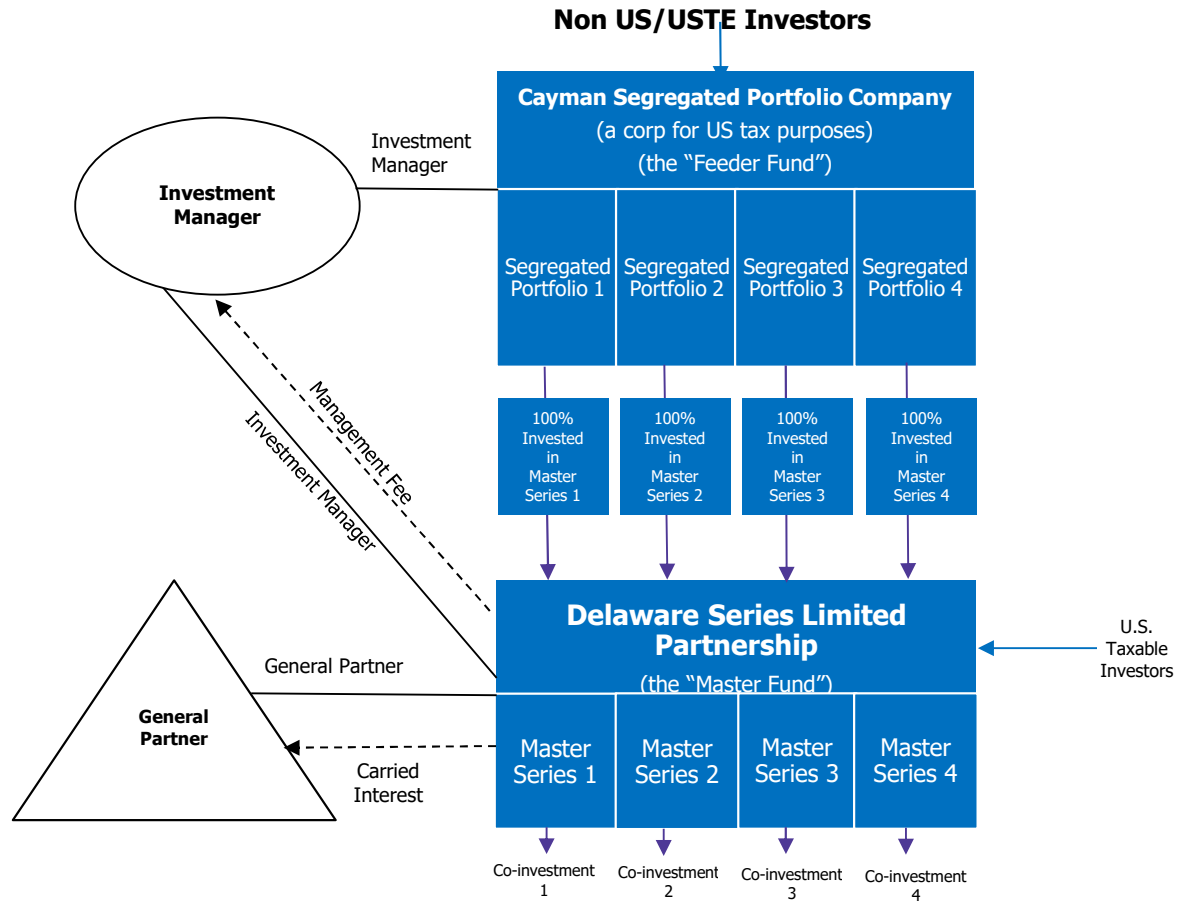 Non US/USTE Investors
Cayman Segregated Portfolio Company
(a corp for US tax purposes)
(the “Feeder Fund”)
Investment
Manager
Investment
Manager
Segregated
Portfolio 1
Segregated
Portfolio 2
Segregated
Portfolio 3
Segregated
Portfolio 4
100%
Invested
in
Master
Series 1
100%
Invested
in
Master
Series 2
100%
Invested
in
Master
Series 3
100%
Invested
in
Master
Series 4
Management Fee
Investment Manager
Delaware Series Limited
Partnership
(the “Master Fund”)
U.S.
Taxable
Investors
General Partner
General
Partner
Carried
Interest
Master
Series 1
Master
Series 2
Master
Series 3
Master
Series 4
Co-investment
1
Co-investment
2
Co-investment
3
Co-investment
4